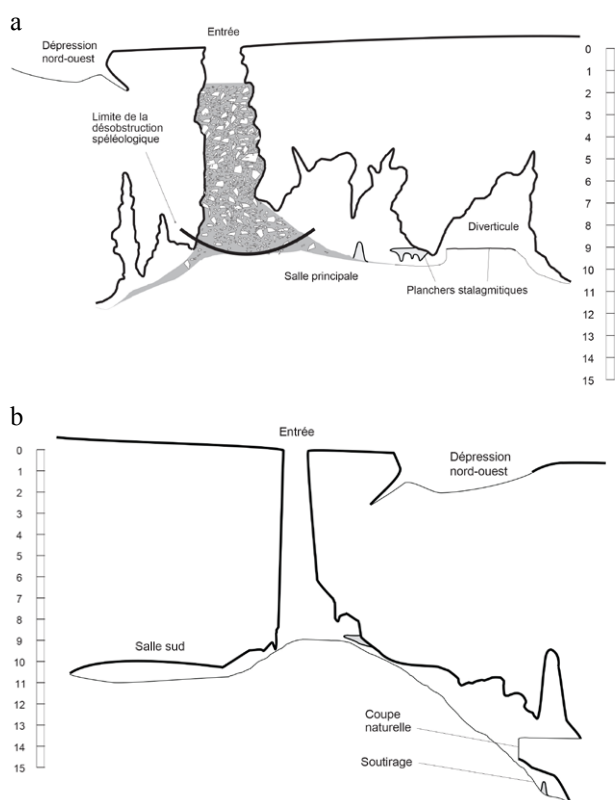 a
Entrée
Dépression
nord-ouest
0
1
2
3
4
5
6
7
8
9
10
11
12
13
14
15
Limite de la
désobstruction
spéléologique
Diverticule
Salle principale
Planchers stalagmitiques
b
Entrée
Dépression
nord-ouest
0
1
2
3
4
5
6
7
8
9
10
11
12
13
14
15
Salle sud
Coupe
naturelle
Soutirage